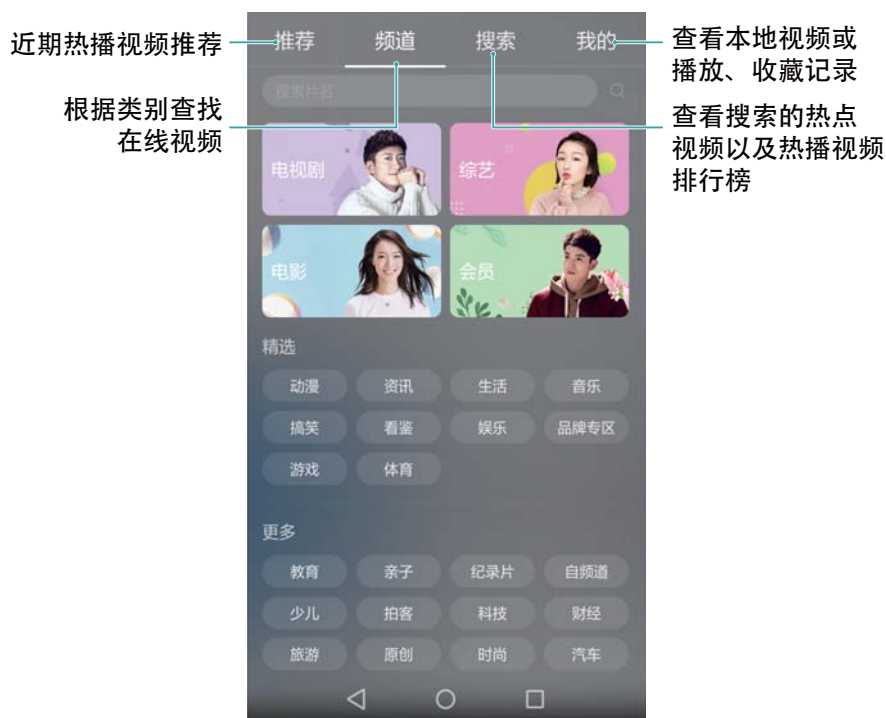 近期热播视频推荐
根据类别查找
在线视频
推荐 频道 搜索 我的
搜索片名
电视剧 综艺
电影 会员
精选
动漫 资讯 生活 音乐
搞笑 看鉴 娱乐 品牌专区
游戏 体育
更多
教育 亲子 纪录片 自频道
少儿 拍客 科技 财经
旅游 原创 时尚 汽车
查看本地视频或
播放、收藏记录
查看搜索的热点
视频以及热播视频
排行榜